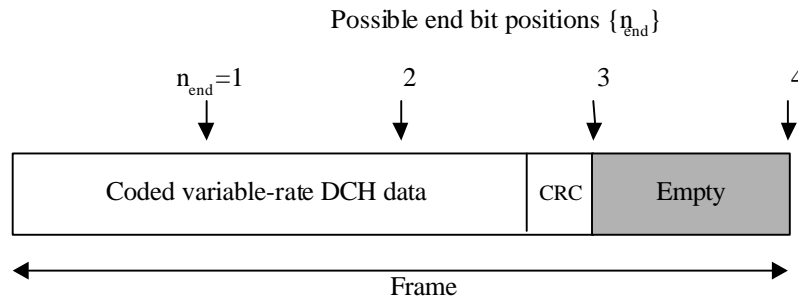 Possible end bit positions {n_end}
n_end=1 2 3 4
Coded variable-rate DCH data CRC Empty
Frame